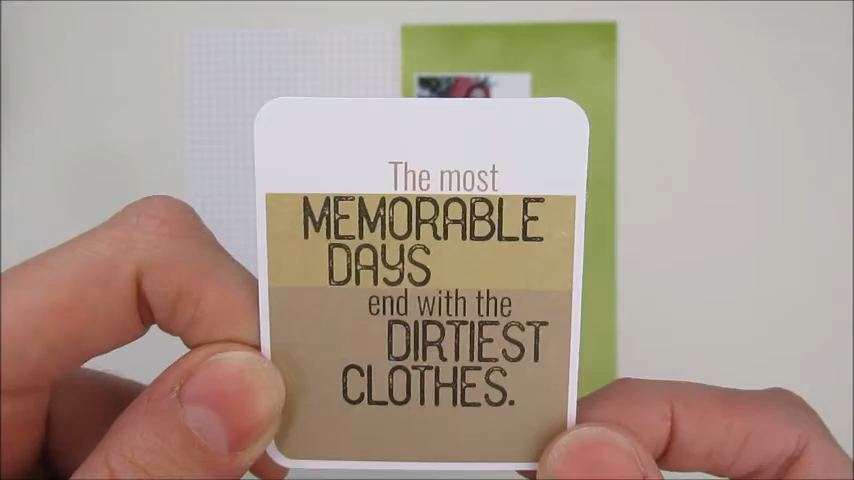 The most
MEMORABLE
DAYS
end with the
DIRTIEST
CLOTHES.